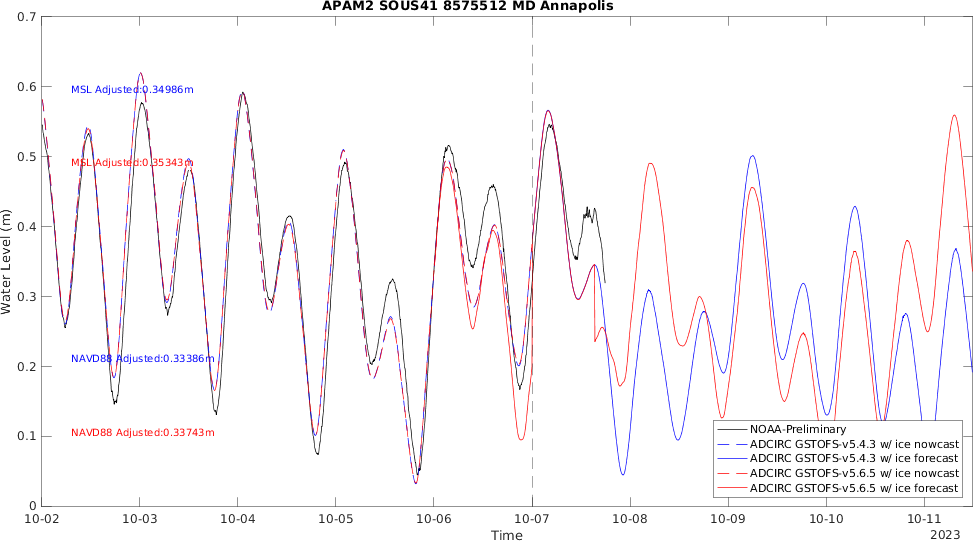 APAM2 SOUS41 8575512 MD Annapolis
0.7
0.6
0.5
0.4
0.3
0.2
0.1
0
Water Level (m)
MSL Adjusted:0.34986m
MSL Adjusted:0.35343m
NAVD88 Adjusted:0.33386m
NAVD88 Adjusted:0.33743m
NOAA-Preliminary
ADCIRC GSTOFS-v5.4.3 w/ ice nowcast
ADCIRC GSTOFS-v5.4.3 w/ ice forecast
ADCIRC GSTOFS-v5.6.5 w/ ice nowcast
ADCIRC GSTOFS-v5.6.5 w/ ice forecast
10-02 10-03 10-04 10-05 10-06 10-07 10-08 10-09 10-10 10-11
Time
2023